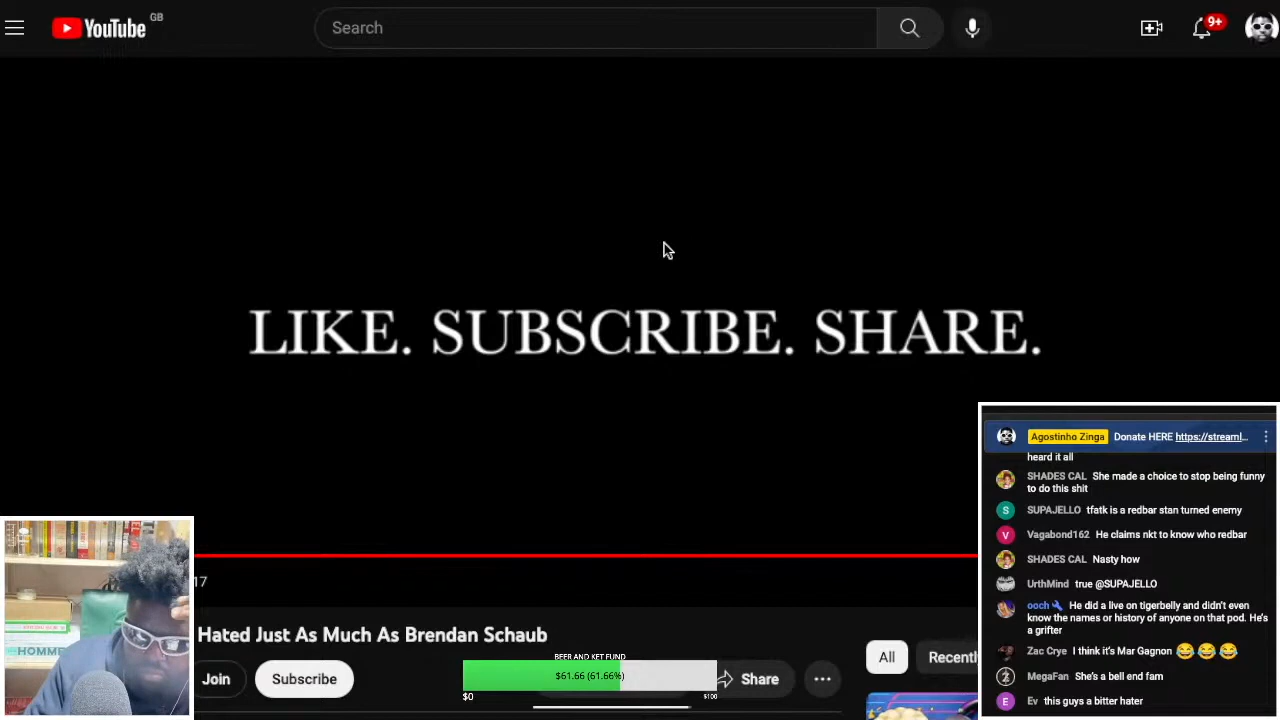 YouTube GB
Search
9+
LIKE. SUBSCRIBE. SHARE.
17
Hated Just As Much As Brendan Schaub
Join
Subscribe
BEER AND KET FUND
$61.66 (61.66%)
$0
$100
Share
All
Recentl
HOMME
Agostinho Zinga Donate HERE https://streaml...
heard it all
SHADES CAL She made a choice to stop being funny
to do this shit
SUPAJELLO tfatk is a redbar stan turned enemy
Vagabond162 He claims nkt to know who redbar
SHADES CAL Nasty how
UrthMind true @SUPAJELLO
ooch He did a live on tigerbelly and didn't even
know the names or history of anyone on that pod. He's
a grifter
Zac Crye I think it's Mar Gagnon 😂😂😂
MegaFan She's a bell end fam
Ev this guys a bitter hater